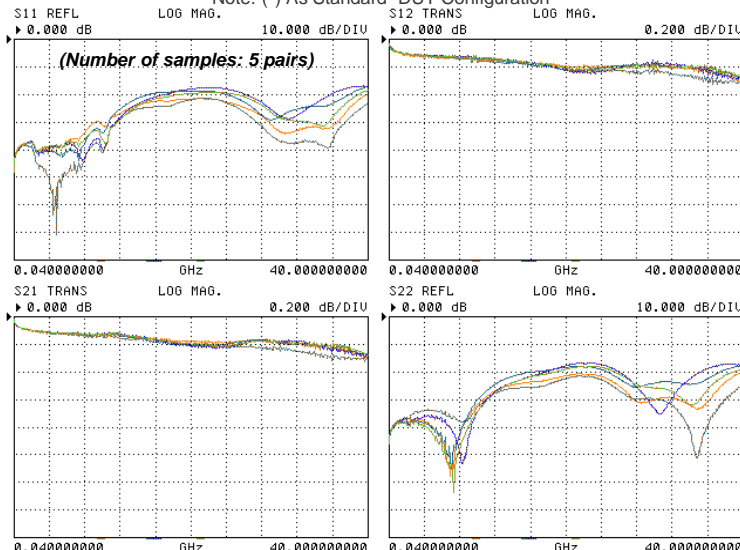 Note: (*) As Standard "DUT Configuration"
S11 REFL LOG MAG.
▶ 0.000 dB 10.000 dB/DIV
(Number of samples: 5 pairs)
0.040000000 GHz 40.000000000
S12 TRANS LOG MAG.
▶ 0.000 dB 0.200 dB/DIV
0.040000000 GHz 40.000000000
S21 TRANS LOG MAG.
▶ 0.000 dB 0.200 dB/DIV
0.040000000 GHz 40.000000000
S22 REFL LOG MAG.
▶ 0.000 dB 10.000 dB/DIV
0.040000000 GHz 40.000000000